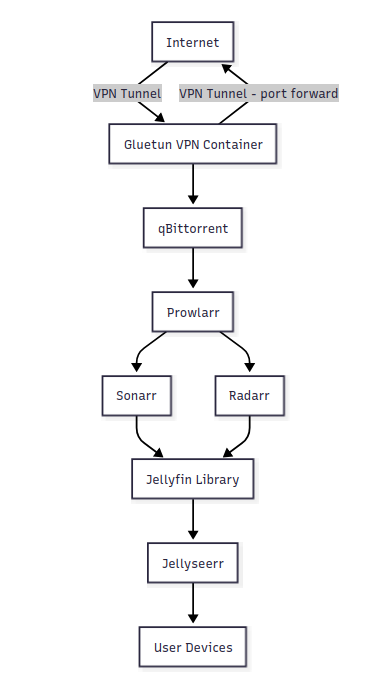 Internet
VPN Tunnel
VPN Tunnel - port forward
Gluetun VPN Container
qBittorrent
Prowlarr
Sonarr
Radarr
Jellyfin Library
Jellyseerr
User Devices